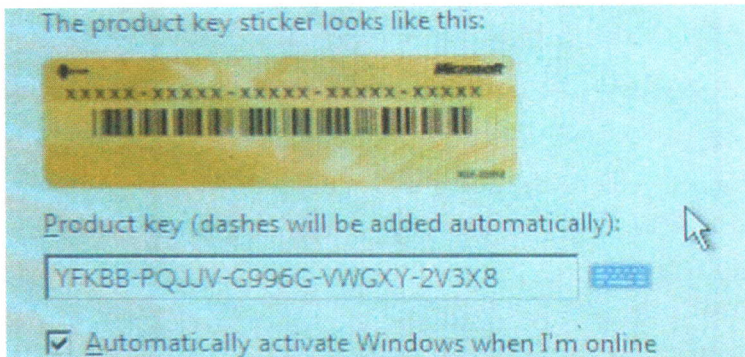 The product key sticker looks like this:
Microsoft
XXXXX-XXXXX-XXXXX-XXXXX-XXXXX
Product key (dashes will be added automatically):
YFKBB-PQJJV-G996G-VWGXY-2V3X8
Automatically activate Windows when I'm online